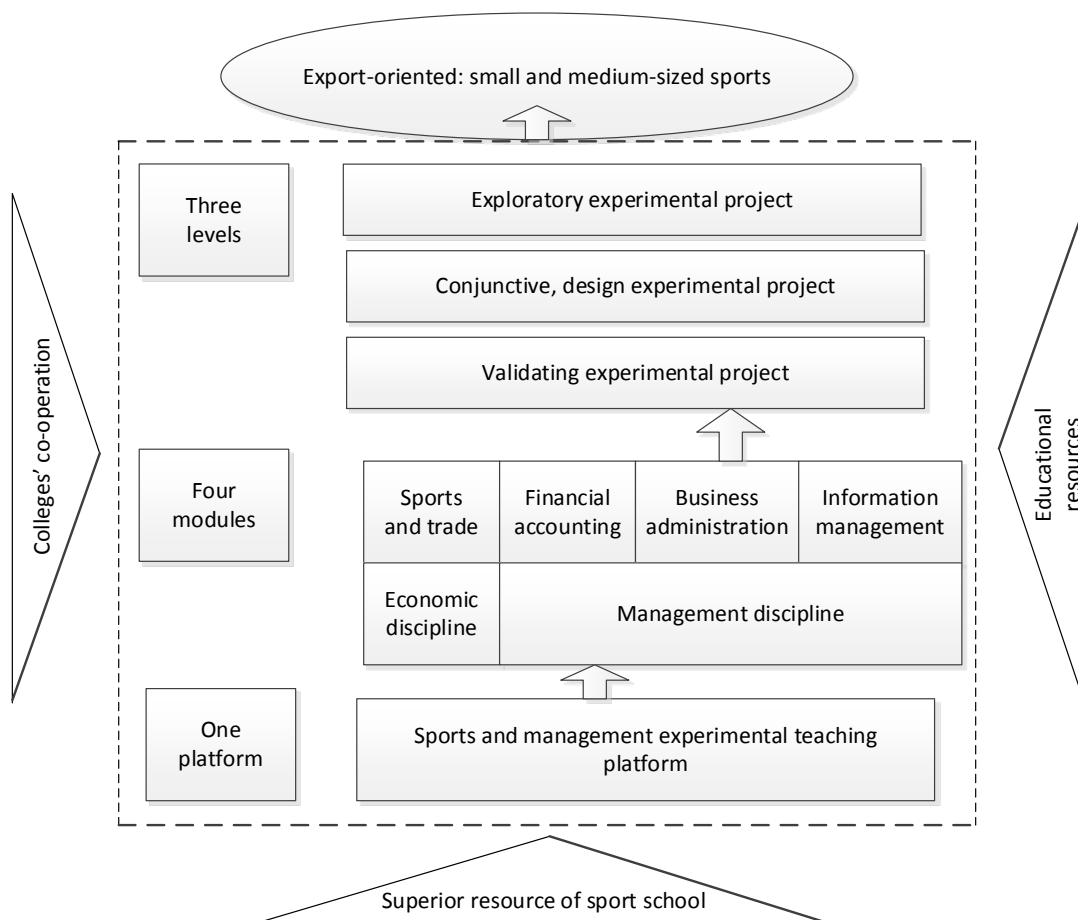 Export-oriented: small and medium-sized sports
Three
levels
Exploratory experimental project
Conjunctive, design experimental project
Validating experimental project
Colleges’ co-operation
Educational
resources
Four
modules
Sports
and trade
Financial
accounting
Business
administration
Information
management
Economic
discipline
Management discipline
One
platform
Sports and management experimental teaching
platform
Superior resource of sport school